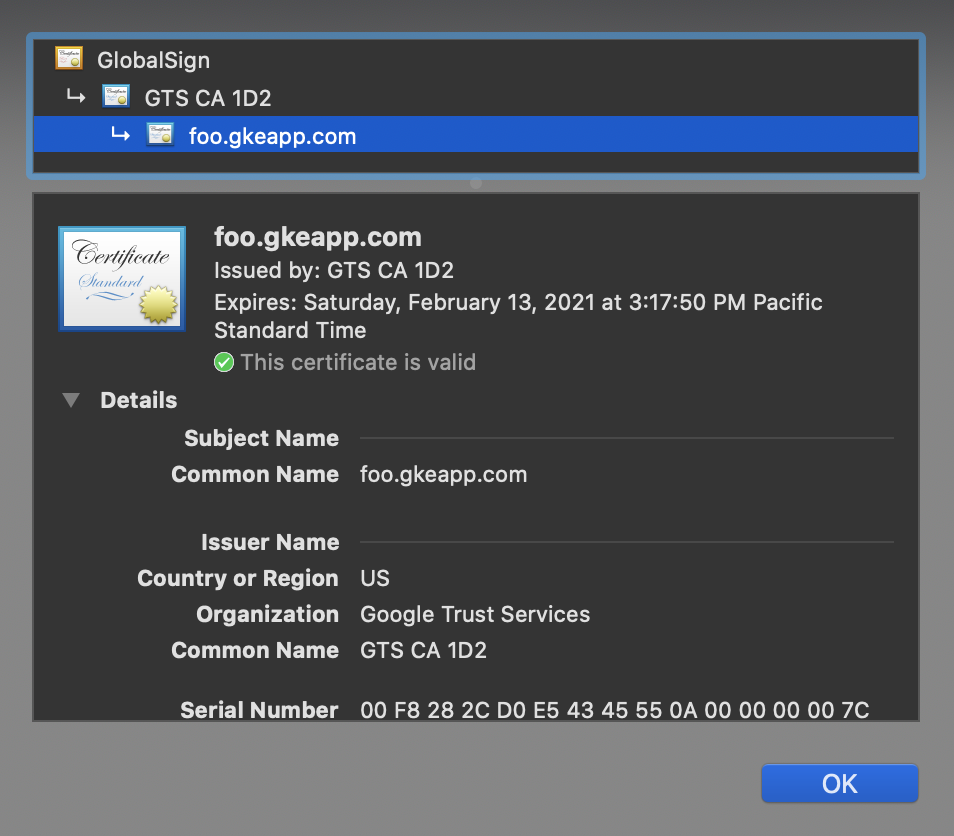 GlobalSign
GTS CA 1D2
foo.gkeapp.com
Certificate
Standard
foo.gkeapp.com
Issued by: GTS CA 1D2
Expires: Saturday, February 13, 2021 at 3:17:50 PM Pacific
Standard Time
This certificate is valid
Details
Subject Name
Common Name foo.gkeapp.com
Issuer Name
Country or Region US
Organization Google Trust Services
Common Name GTS CA 1D2
Serial Number 00 F8 28 2C D0 E5 43 45 55 0A 00 00 00 00 7C
OK